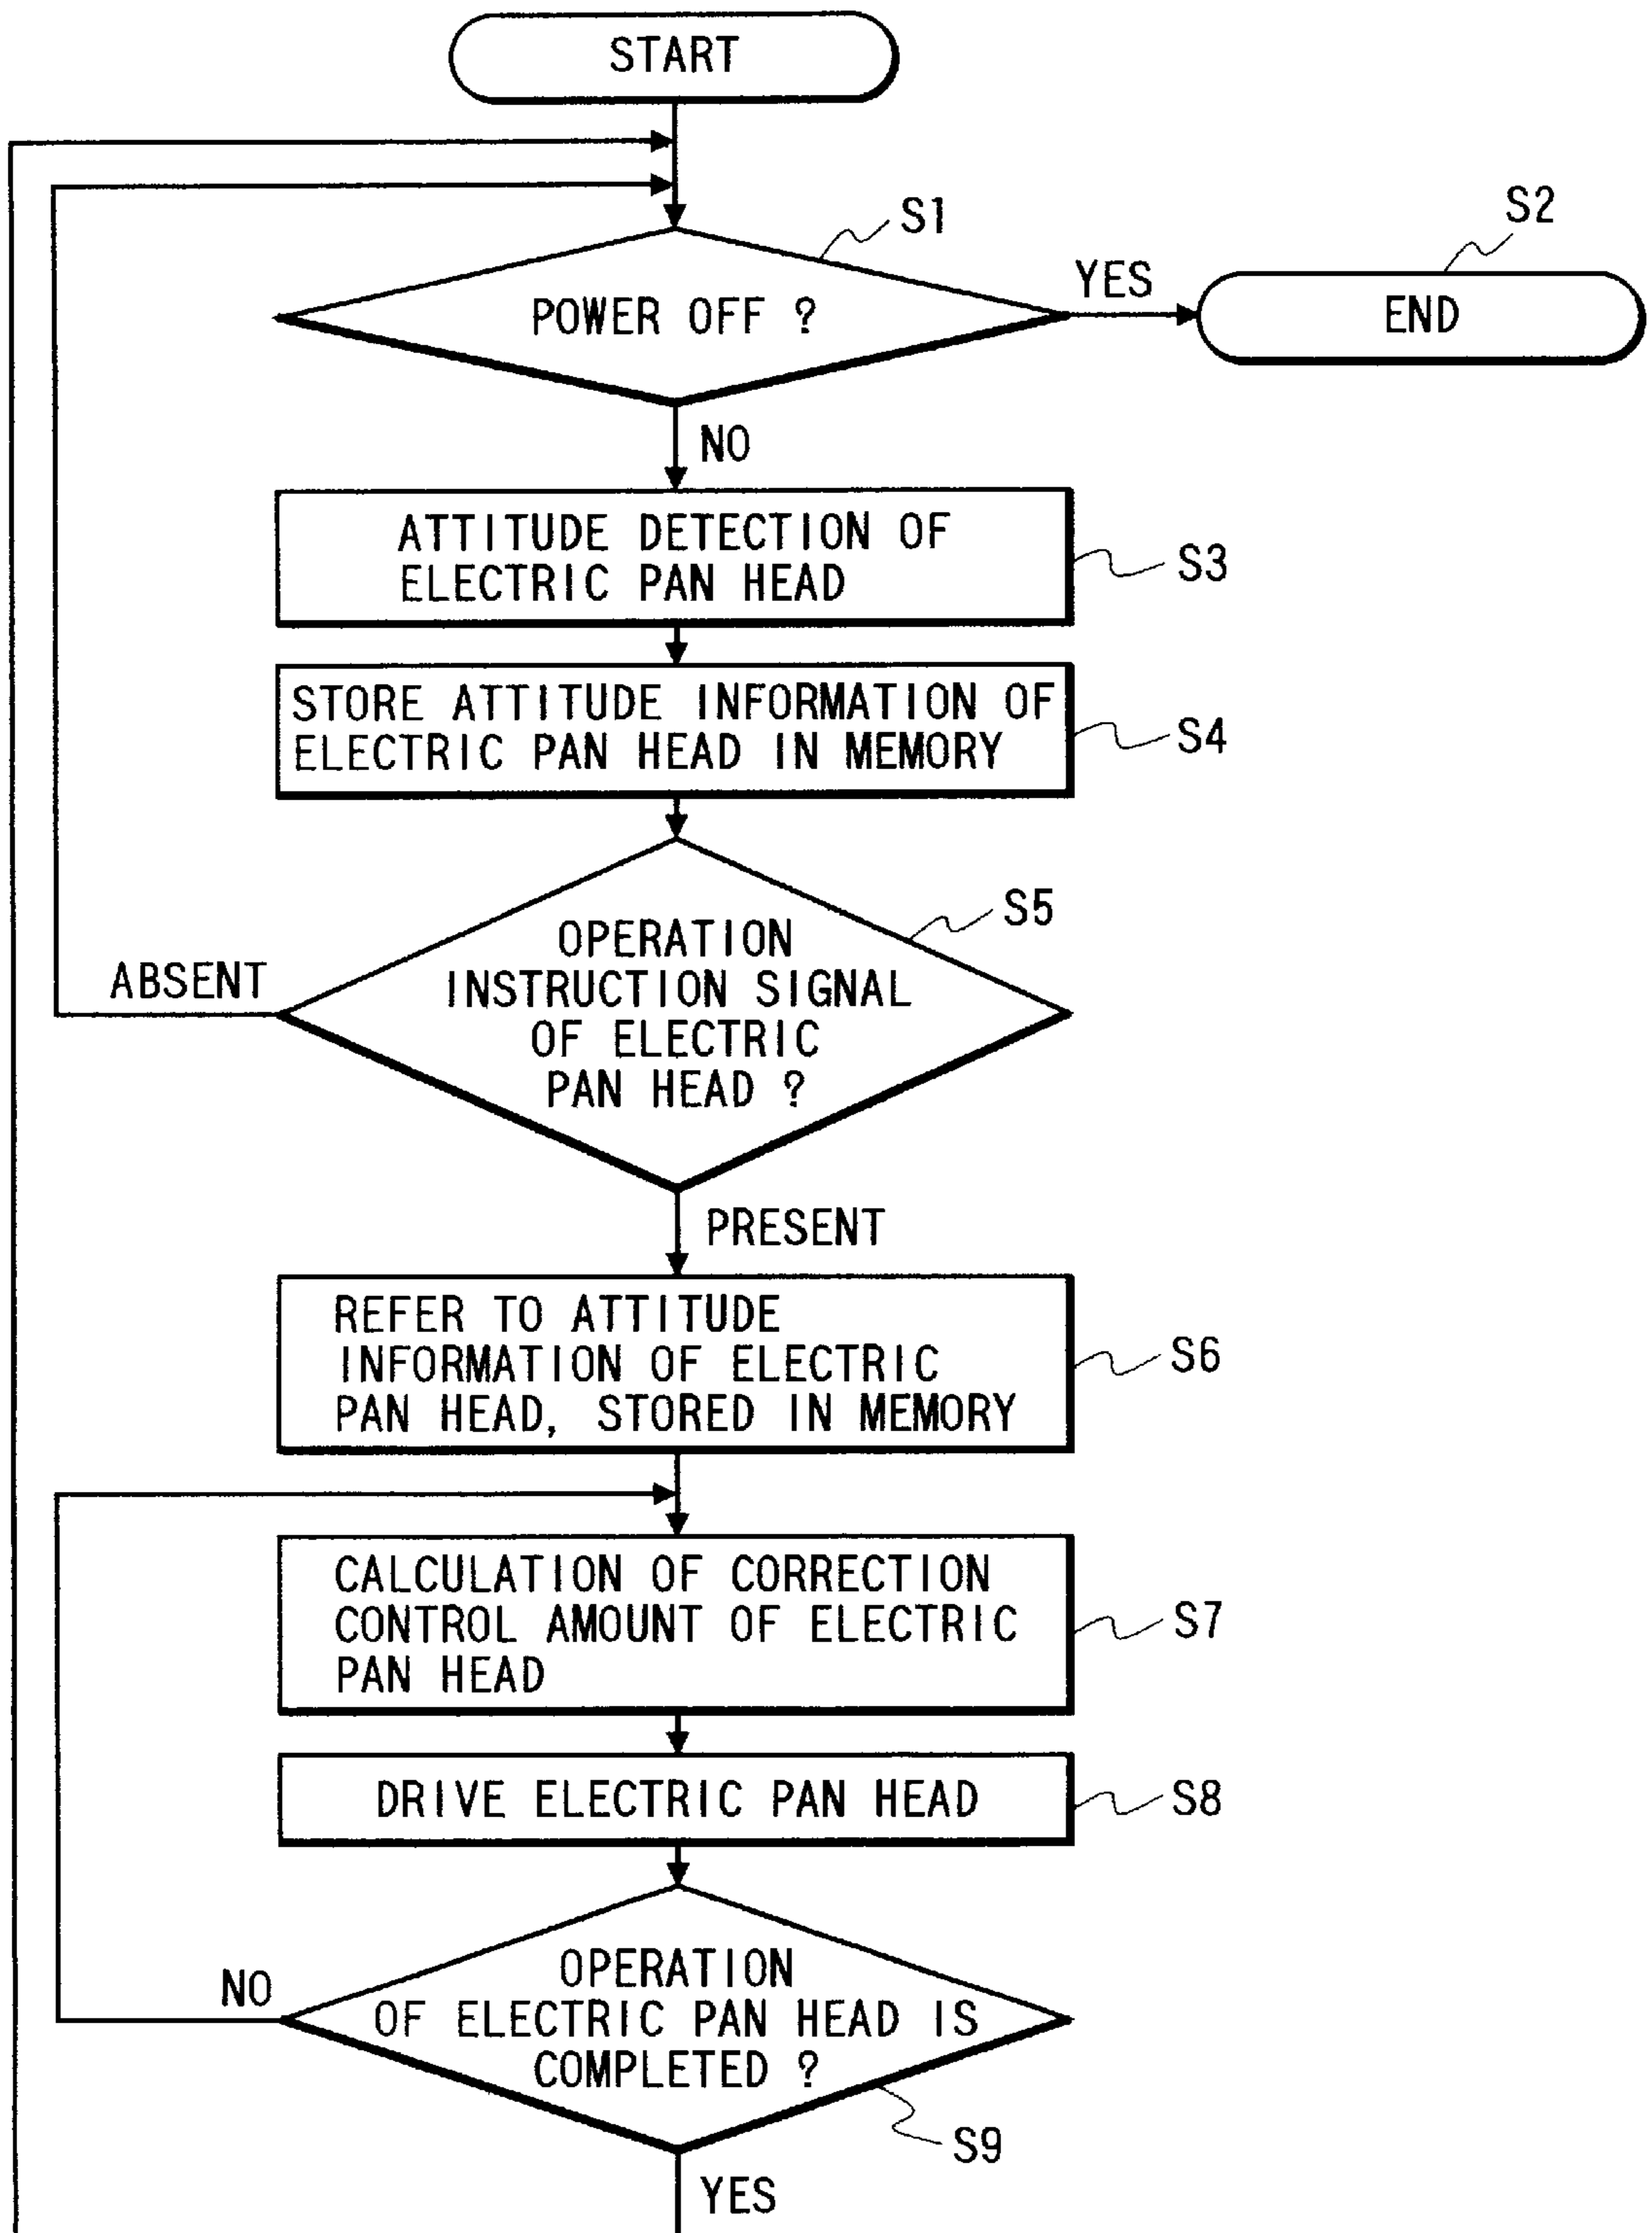 START
S1
S2
POWER OFF ?
YES
END
NO
ATTITUDE DETECTION OF
ELECTRIC PAN HEAD
S3
STORE ATTITUDE INFORMATION OF
ELECTRIC PAN HEAD IN MEMORY
S4
S5
OPERATION
INSTRUCTION SIGNAL
OF ELECTRIC
PAN HEAD ?
ABSENT
PRESENT
REFER TO ATTITUDE
INFORMATION OF ELECTRIC
PAN HEAD, STORED IN MEMORY
S6
CALCULATION OF CORRECTION
CONTROL AMOUNT OF ELECTRIC
PAN HEAD
S7
DRIVE ELECTRIC PAN HEAD
S8
OPERATION
OF ELECTRIC PAN HEAD IS
COMPLETED ?
NO
S9
YES